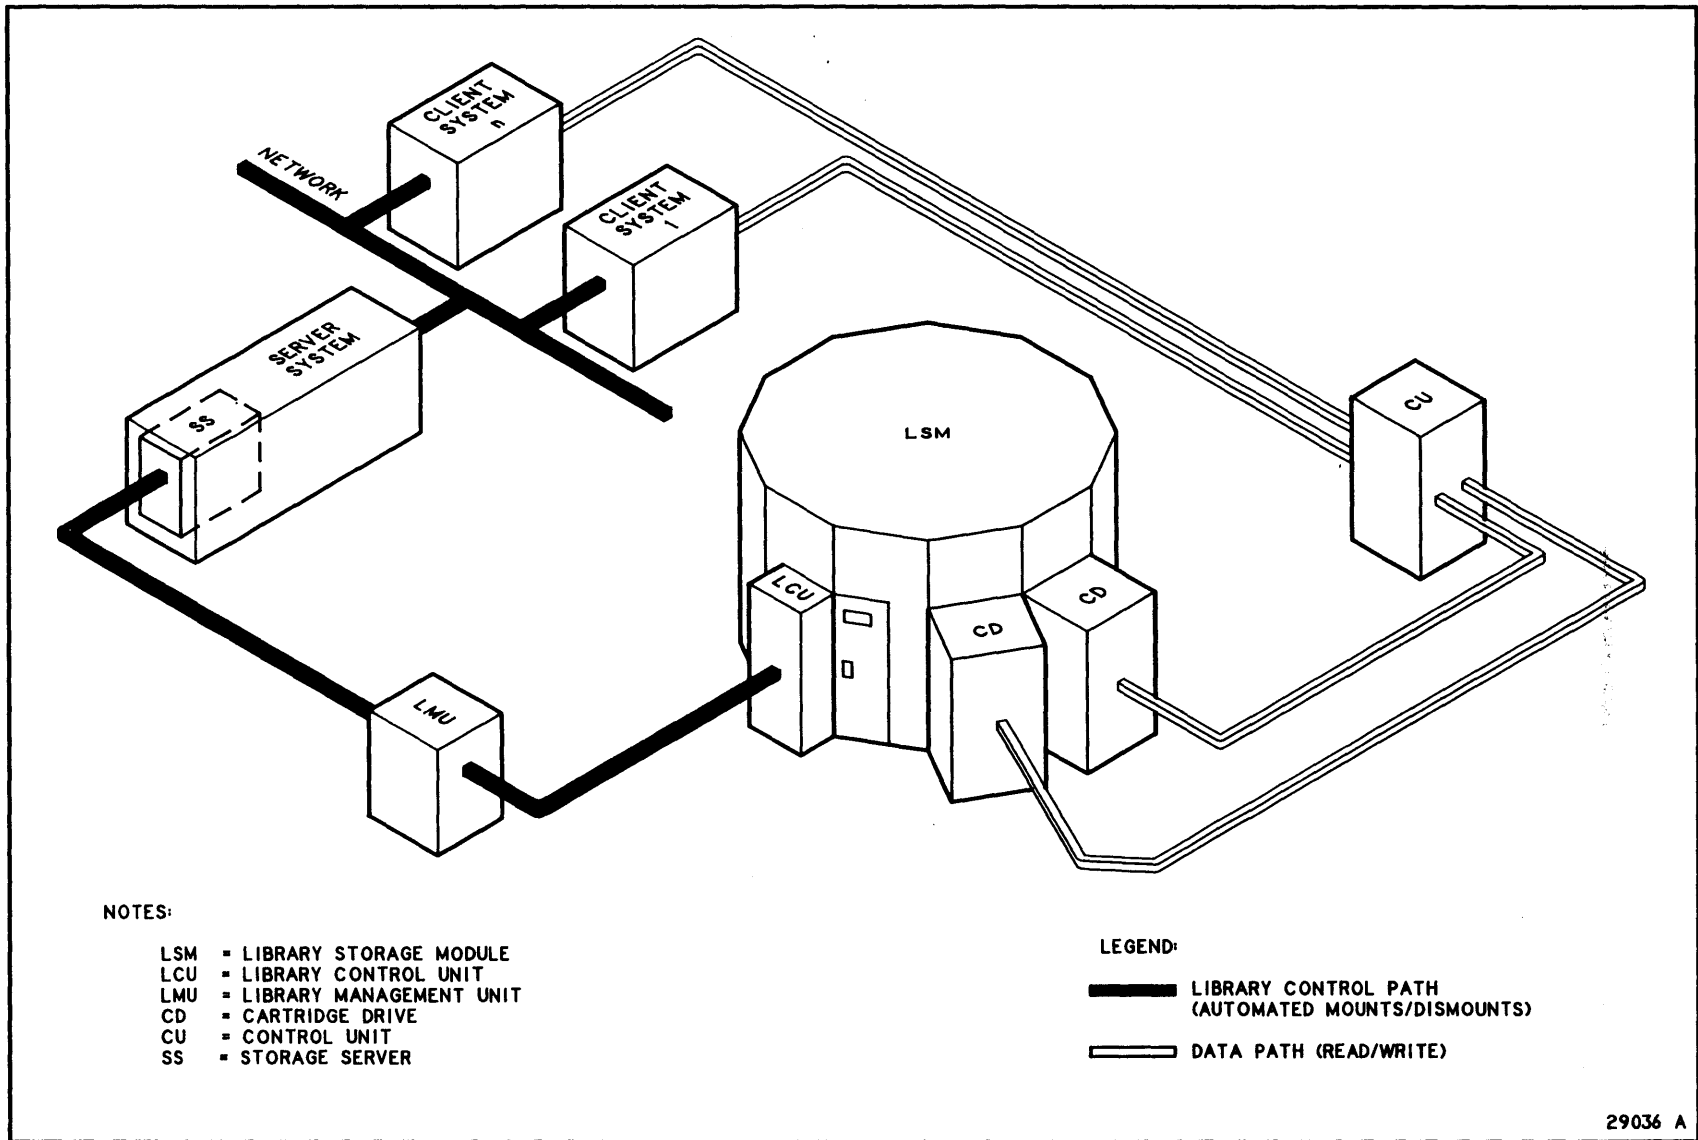 CLIENT
SYSTEM
n
NETWORK
CLIENT
SYSTEM
1
SERVER
SYSTEM
SS
LSM
CU
LCU
CD
CD
LMU
NOTES:
LSM = LIBRARY STORAGE MODULE
LCU = LIBRARY CONTROL UNIT
LMU = LIBRARY MANAGEMENT UNIT
CD = CARTRIDGE DRIVE
CU = CONTROL UNIT
SS = STORAGE SERVER
LEGEND:
LIBRARY CONTROL PATH
(AUTOMATED MOUNTS/DISMOUNTS)
DATA PATH (READ/WRITE)
29036 A